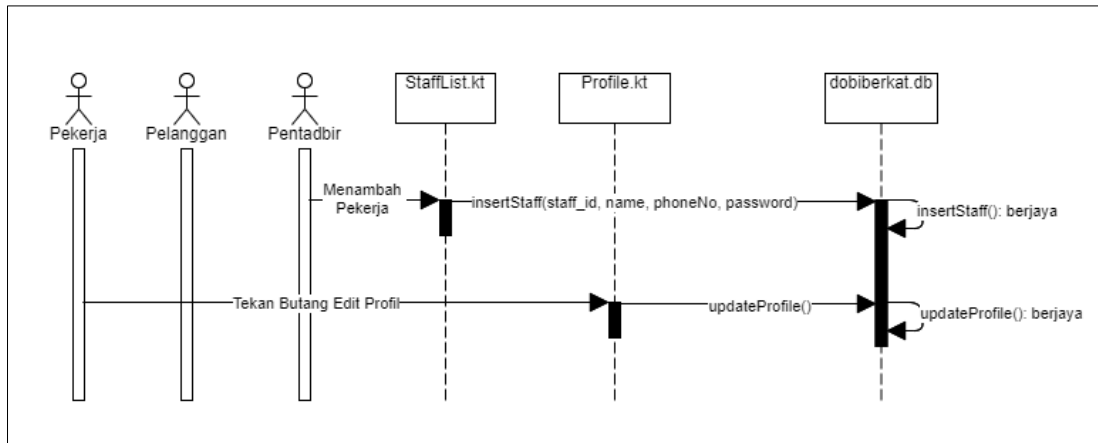 StaffList.kt
Profile.kt
dobiberkat.db
Pekerja
Pelanggan
Pentadbir
Menambah
Pekerja
insertStaff(staff_id, name, phoneNo, password)
insertStaff(): berjaya
Tekan Butang Edit Profil
updateProfile()
updateProfile(): berjaya